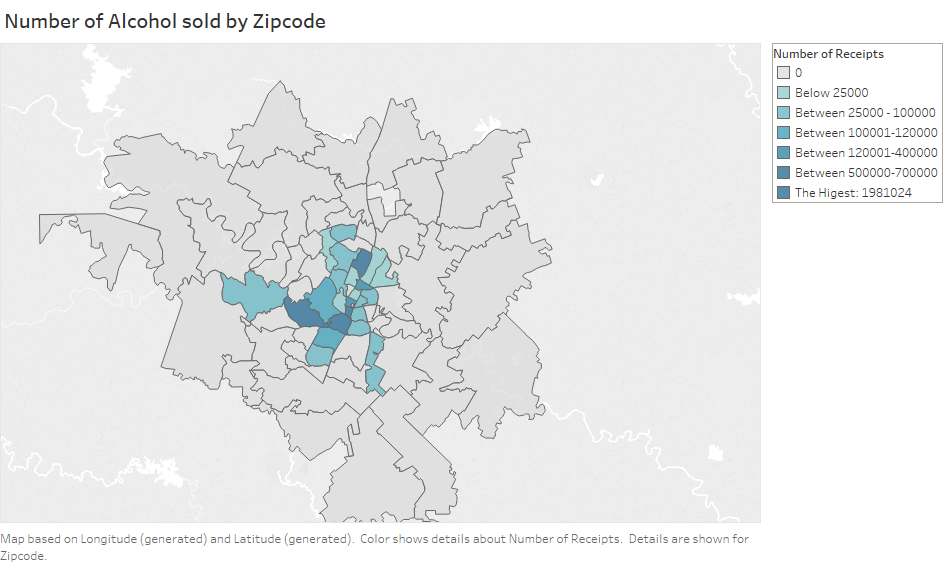 Number of Alcohol sold by Zipcode
Number of Receipts
0
Below 25000
Between 25000 - 100000
Between 100001-120000
Between 120001-400000
Between 500000-700000
The Higest: 1981024
Map based on Longitude (generated) and Latitude (generated). Color shows details about Number of Receipts. Details are shown for
Zipcode.